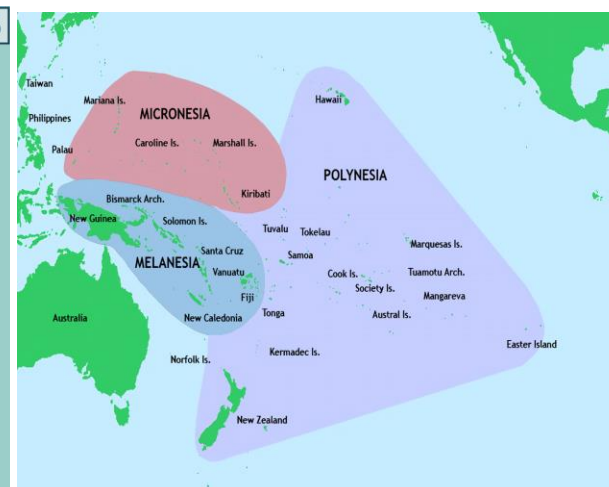 Taiwan
Mariana Is.
Hawaii
MICRONESIA
Philippines
Caroline Is.
Marshall Is.
Palau
POLYNESIA
Kiribati
Bismarck Arch.
New Guinea
Solomon Is.
Tuvalu
Tokelau
Marquesas Is.
Santa Cruz
Samoa
MELANESIA
Vanuatu
Cook Is.
Tuamotu Arch.
Society Is.
Fiji
Mangareva
New Caledonia
Tonga
Austral Is.
Australia
Easter Island
Norfolk Is.
Kermadec Is.
New Zealand